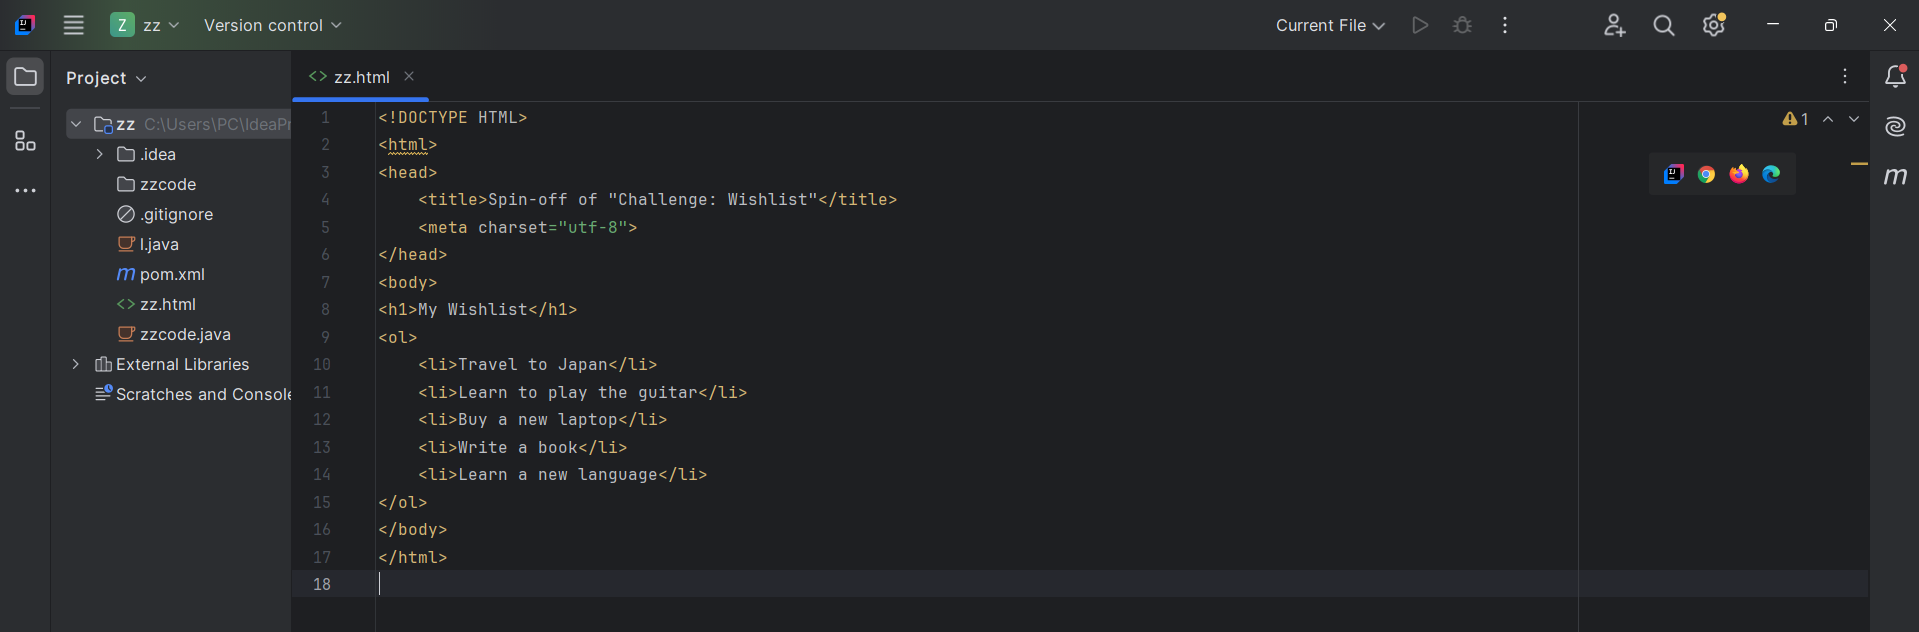 Z zz Version control Current File
Project
zz.html
zz C:\Users\PC\IdeaPr
.idea
zzcode
.gitignore
I.java
pom.xml
zz.html
zzcode.java
External Libraries
Scratches and Console
1 <!DOCTYPE HTML>
2 <html>
3 <head>
4 <title>Spin-off of "Challenge: Wishlist"</title>
5 <meta charset="utf-8">
6 </head>
7 <body>
8 <h1>My Wishlist</h1>
9 <ol>
10 <li>Travel to Japan</li>
11 <li>Learn to play the guitar</li>
12 <li>Buy a new laptop</li>
13 <li>Write a book</li>
14 <li>Learn a new language</li>
15 </ol>
16 </body>
17 </html>
18
1